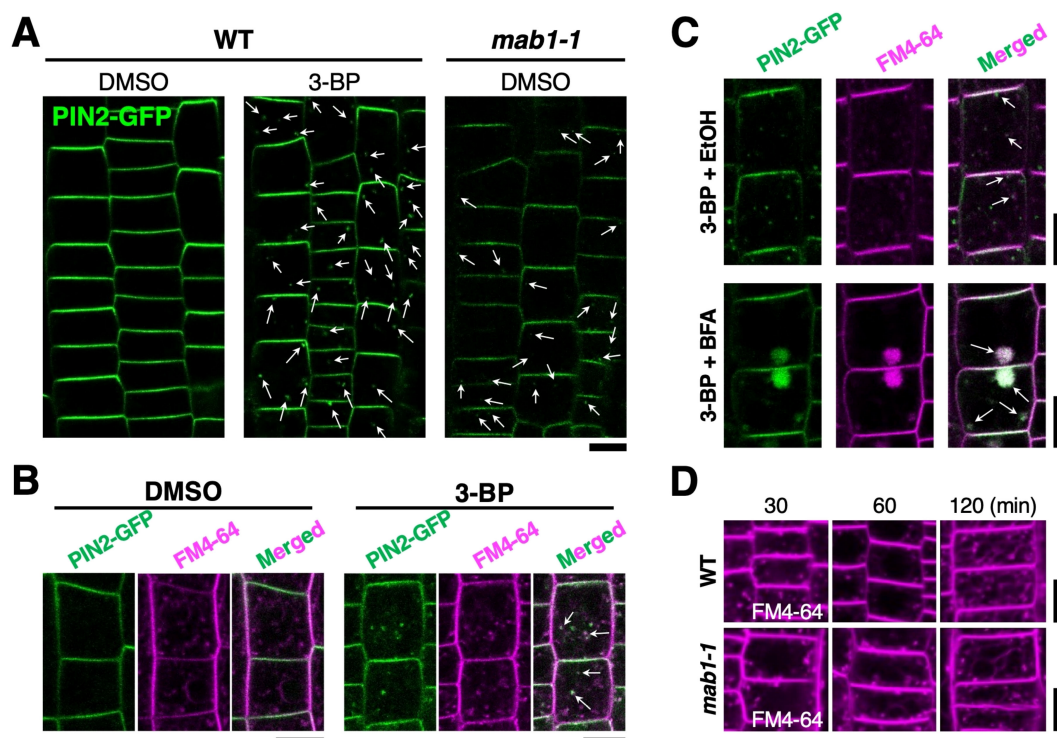 A
WT
mab1-1
DMSO
3-BP
DMSO
PIN2-GFP
B
DMSO
3-BP
PIN2-GFP
FM4-64
Merged
PIN2-GFP
FM4-64
Merged
C
PIN2-GFP
FM4-64
Merged
3-BP + EtOH
3-BP + BFA
D
30
60
120 (min)
WT
FM4-64
mab1-1
FM4-64